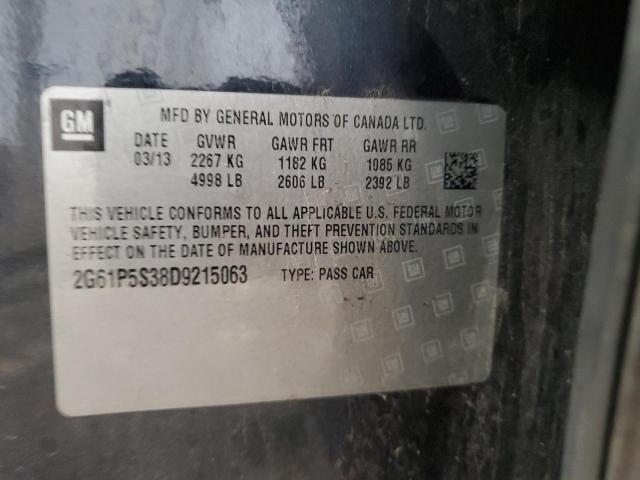 GM
MFD BY GENERAL MOTORS OF CANADA LTD.
DATE GVWR GAWR FRT GAWR RR
03/13 2267 KG 1182 KG 1085 KG
4998 LB 2606 LB 2392 LB
THIS VEHICLE CONFORMS TO ALL APPLICABLE U.S. FEDERAL MOTOR
VEHICLE SAFETY, BUMPER, AND THEFT PREVENTION STANDARDS IN
EFFECT ON THE DATE OF MANUFACTURE SHOWN ABOVE.
2G61P5S38D9215063 TYPE: PASS CAR